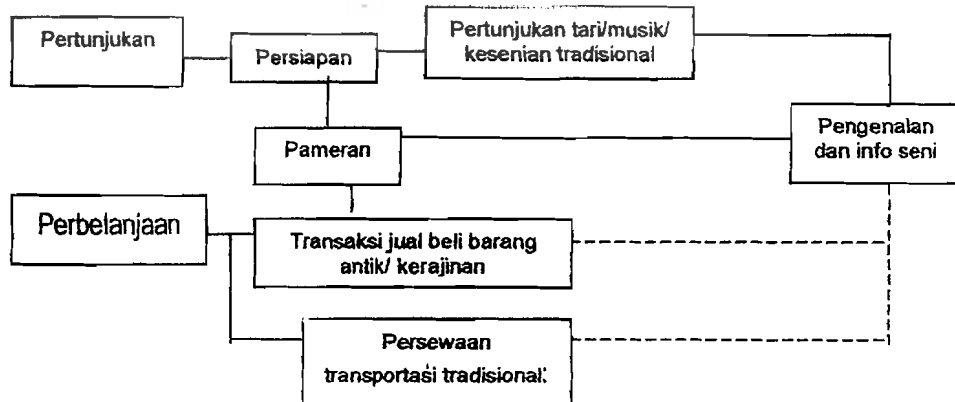 Pertunjukan
Persiapan
Pertunjukan tari/musik/
kesenian tradisional
Pameran
Pengenalan
dan info seni
Perbelanjaan
Transaksi jual beli barang
antik/ kerajinan
Persewaan
transportasi tradisional: